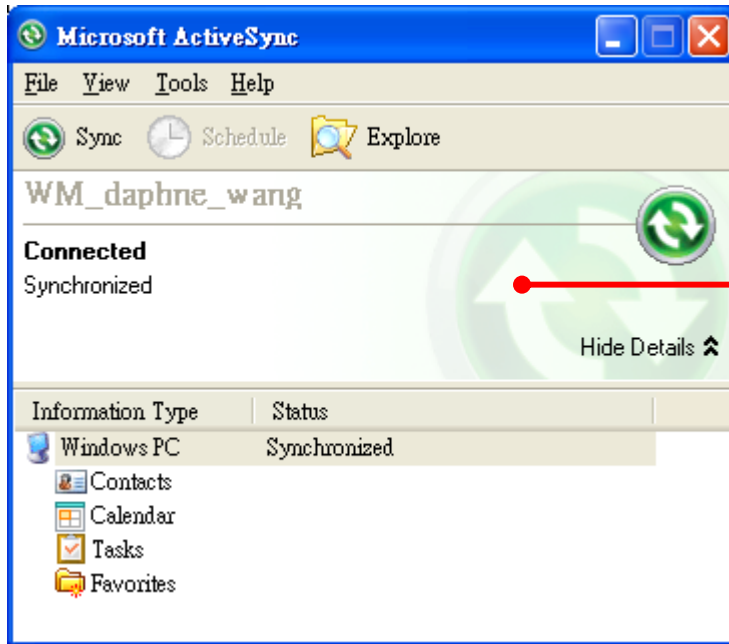 Microsoft ActiveSync
File View Tools Help
Sync Schedule Explore
WM_daphne_wang
Connected
Synchronized
Hide Details
Information Type Status
Windows PC Synchronized
Contacts
Calendar
Tasks
Favorites